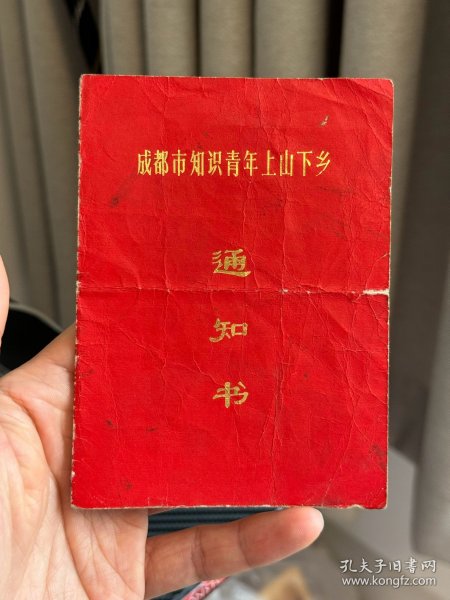 成都市知识青年上山下乡
通
知
书
孔夫子旧书网
www.kongfz.com